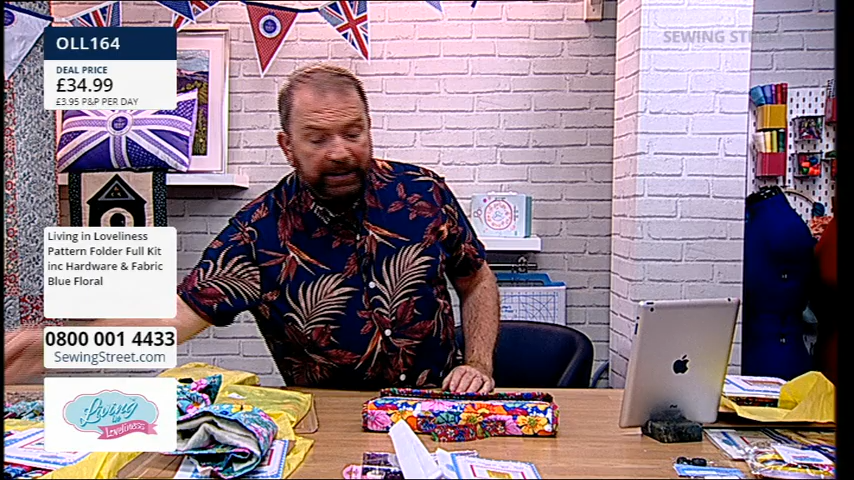 OLL164
DEAL PRICE
£34.99
£3.95 P&P PER DAY
SEWING STREET
Living in Loveliness
Pattern Folder Full Kit
inc Hardware & Fabric
Blue Floral
0800 001 4433
SewingStreet.com
Living
in
Loveliness